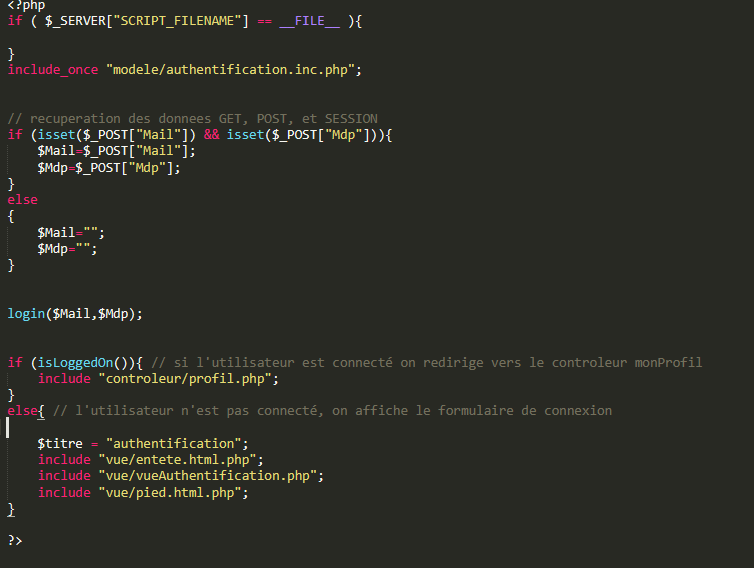 <?php
if ( $_SERVER["SCRIPT_FILENAME"] == __FILE__ ){
}
include_once "modele/authentification.inc.php";
// recuperation des donnees GET, POST, et SESSION
if (isset($_POST["Mail"]) && isset($_POST["Mdp"])){
$Mail=$_POST["Mail"];
$Mdp=$_POST["Mdp"];
}
else
{
$Mail="";
$Mdp="";
}
login($Mail,$Mdp);
if (isLoggedOn()){ // si l'utilisateur est connecté on redirige vers le controleur monProfil
include "controleur/profil.php";
}
else{ // l'utilisateur n'est pas connecté, on affiche le formulaire de connexion
$titre = "authentification";
include "vue/entete.html.php";
include "vue/vueAuthentification.php";
include "vue/pied.html.php";
}
?>